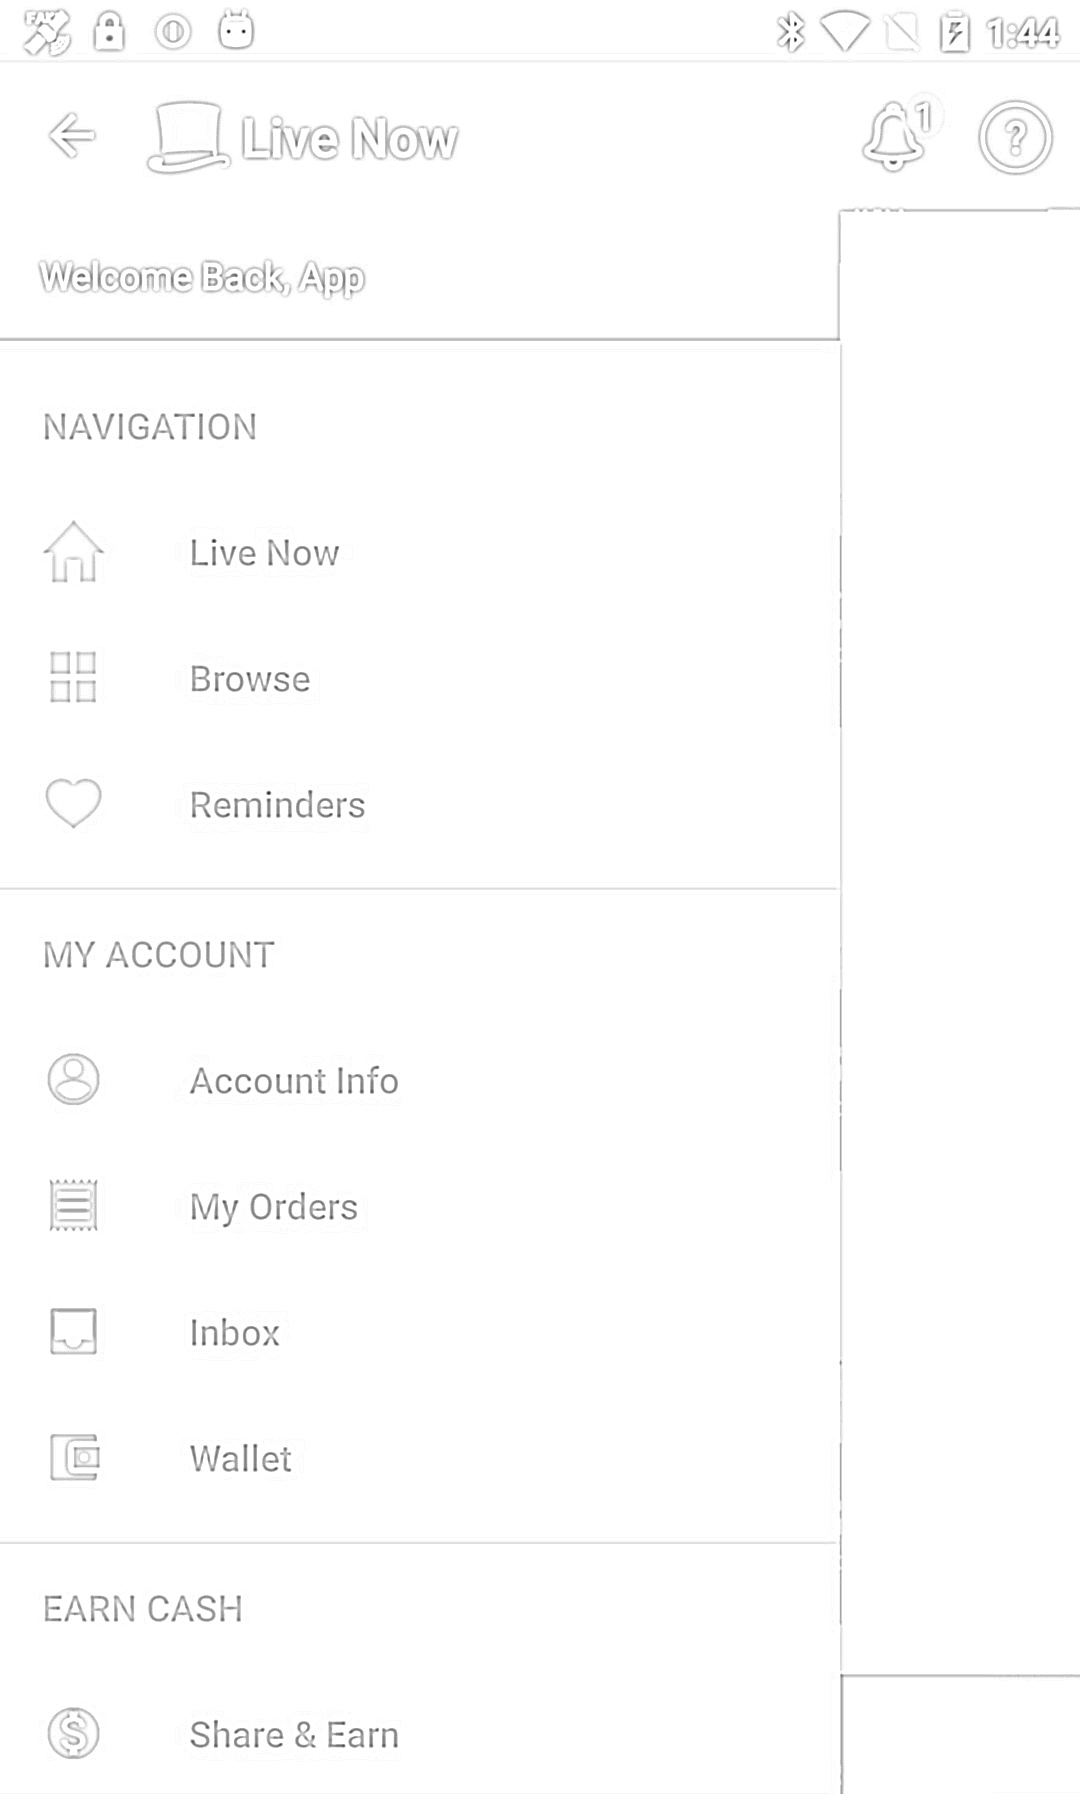 1:44
Live Now
1
?
Welcome Back, App
NAVIGATION
Live Now
Browse
Reminders
MY ACCOUNT
Account Info
My Orders
Inbox
Wallet
EARN CASH
$
Share & Earn